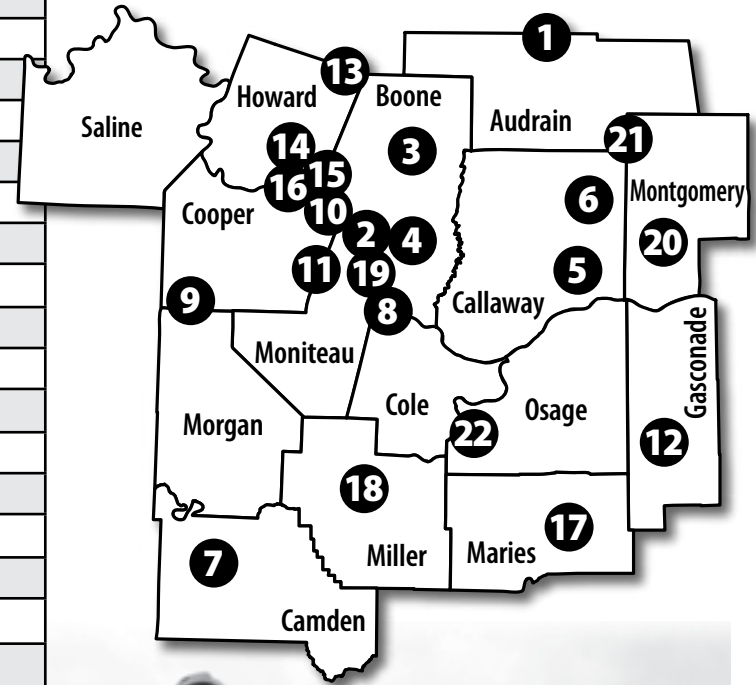 1
13
Howard
Boone
Saline
Audrain
21
14
3
15
16
6
Montgomery
10
Cooper
2
4
20
11
19
5
9
8
Callaway
Gasconade
Moniteau
Cole
Osage
Morgan
22
12
18
17
Miller
Maries
7
Camden